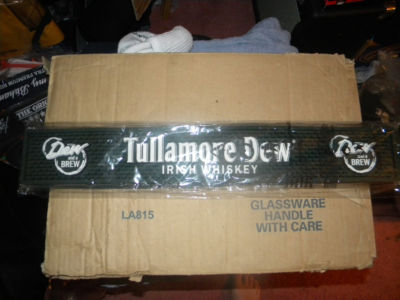 Dew
and a
BREW
Tullamore Dew
IRISH WHISKEY
Dew
and a
BREW
LA815
GLASSWARE
HANDLE
WITH CARE